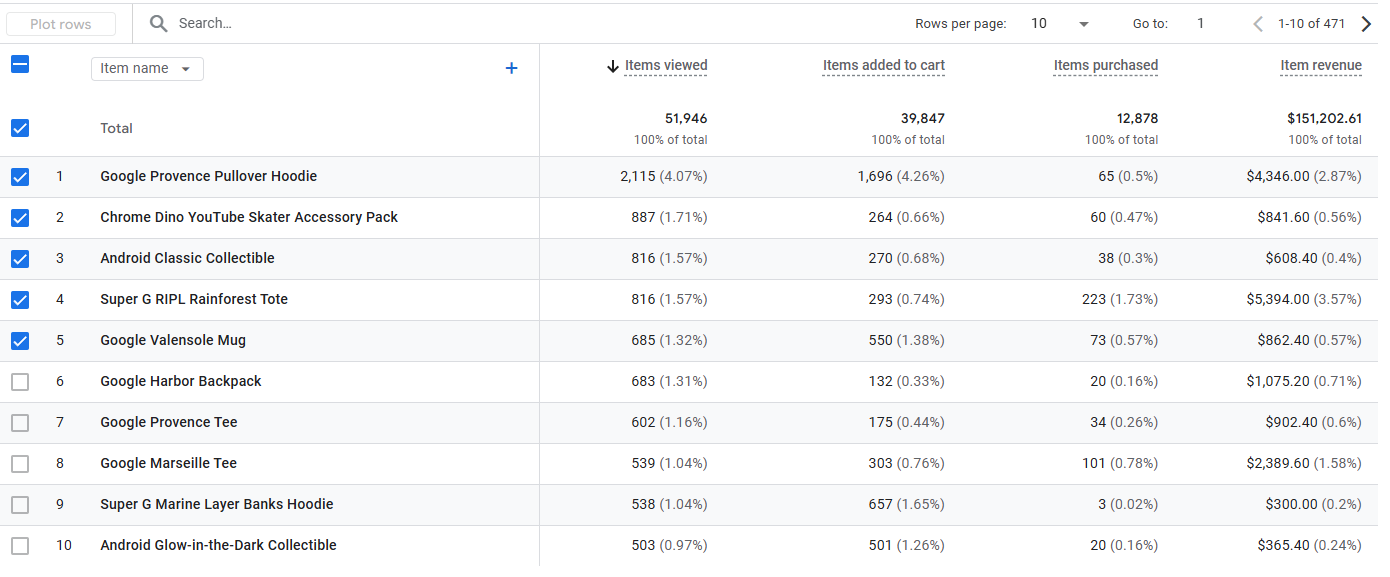 Plot rows Search... Rows per page: 10 Go to: 1 1-10 of 471
Item name + Items viewed Items added to cart Items purchased Item revenue
Total 51,946 39,847 12,878 $151,202.61
100% of total 100% of total 100% of total 100% of total
1 Google Provence Pullover Hoodie 2,115 (4.07%) 1,696 (4.26%) 65 (0.5%) $4,346.00 (2.87%)
2 Chrome Dino YouTube Skater Accessory Pack 887 (1.71%) 264 (0.66%) 60 (0.47%) $841.60 (0.56%)
3 Android Classic Collectible 816 (1.57%) 270 (0.68%) 38 (0.3%) $608.40 (0.4%)
4 Super G RIPL Rainforest Tote 816 (1.57%) 293 (0.74%) 223 (1.73%) $5,394.00 (3.57%)
5 Google Valensole Mug 685 (1.32%) 550 (1.38%) 73 (0.57%) $862.40 (0.57%)
6 Google Harbor Backpack 683 (1.31%) 132 (0.33%) 20 (0.16%) $1,075.20 (0.71%)
7 Google Provence Tee 602 (1.16%) 175 (0.44%) 34 (0.26%) $902.40 (0.6%)
8 Google Marseille Tee 539 (1.04%) 303 (0.76%) 101 (0.78%) $2,389.60 (1.58%)
9 Super G Marine Layer Banks Hoodie 538 (1.04%) 657 (1.65%) 3 (0.02%) $300.00 (0.2%)
10 Android Glow-in-the-Dark Collectible 503 (0.97%) 501 (1.26%) 20 (0.16%) $365.40 (0.24%)